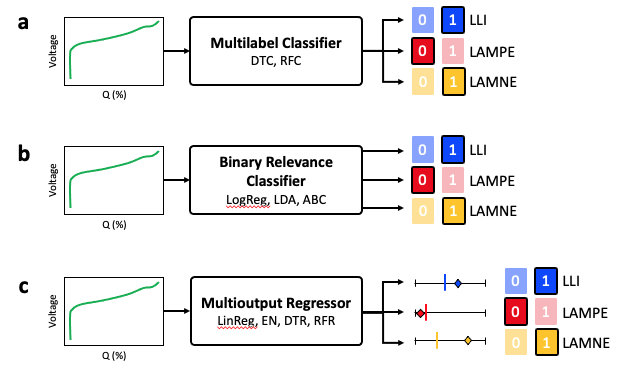 a
Voltage
Q (%)
Multilabel Classifier
DTC, RFC
0 1 LLI
0 1 LAMPE
0 1 LAMNE
b
Voltage
Q (%)
Binary Relevance
Classifier
LogReg, LDA, ABC
0 1 LLI
0 1 LAMPE
0 1 LAMNE
c
Voltage
Q (%)
Multioutput Regressor
LinReg, EN, DTR, RFR
0 1 LLI
0 1 LAMPE
0 1 LAMNE